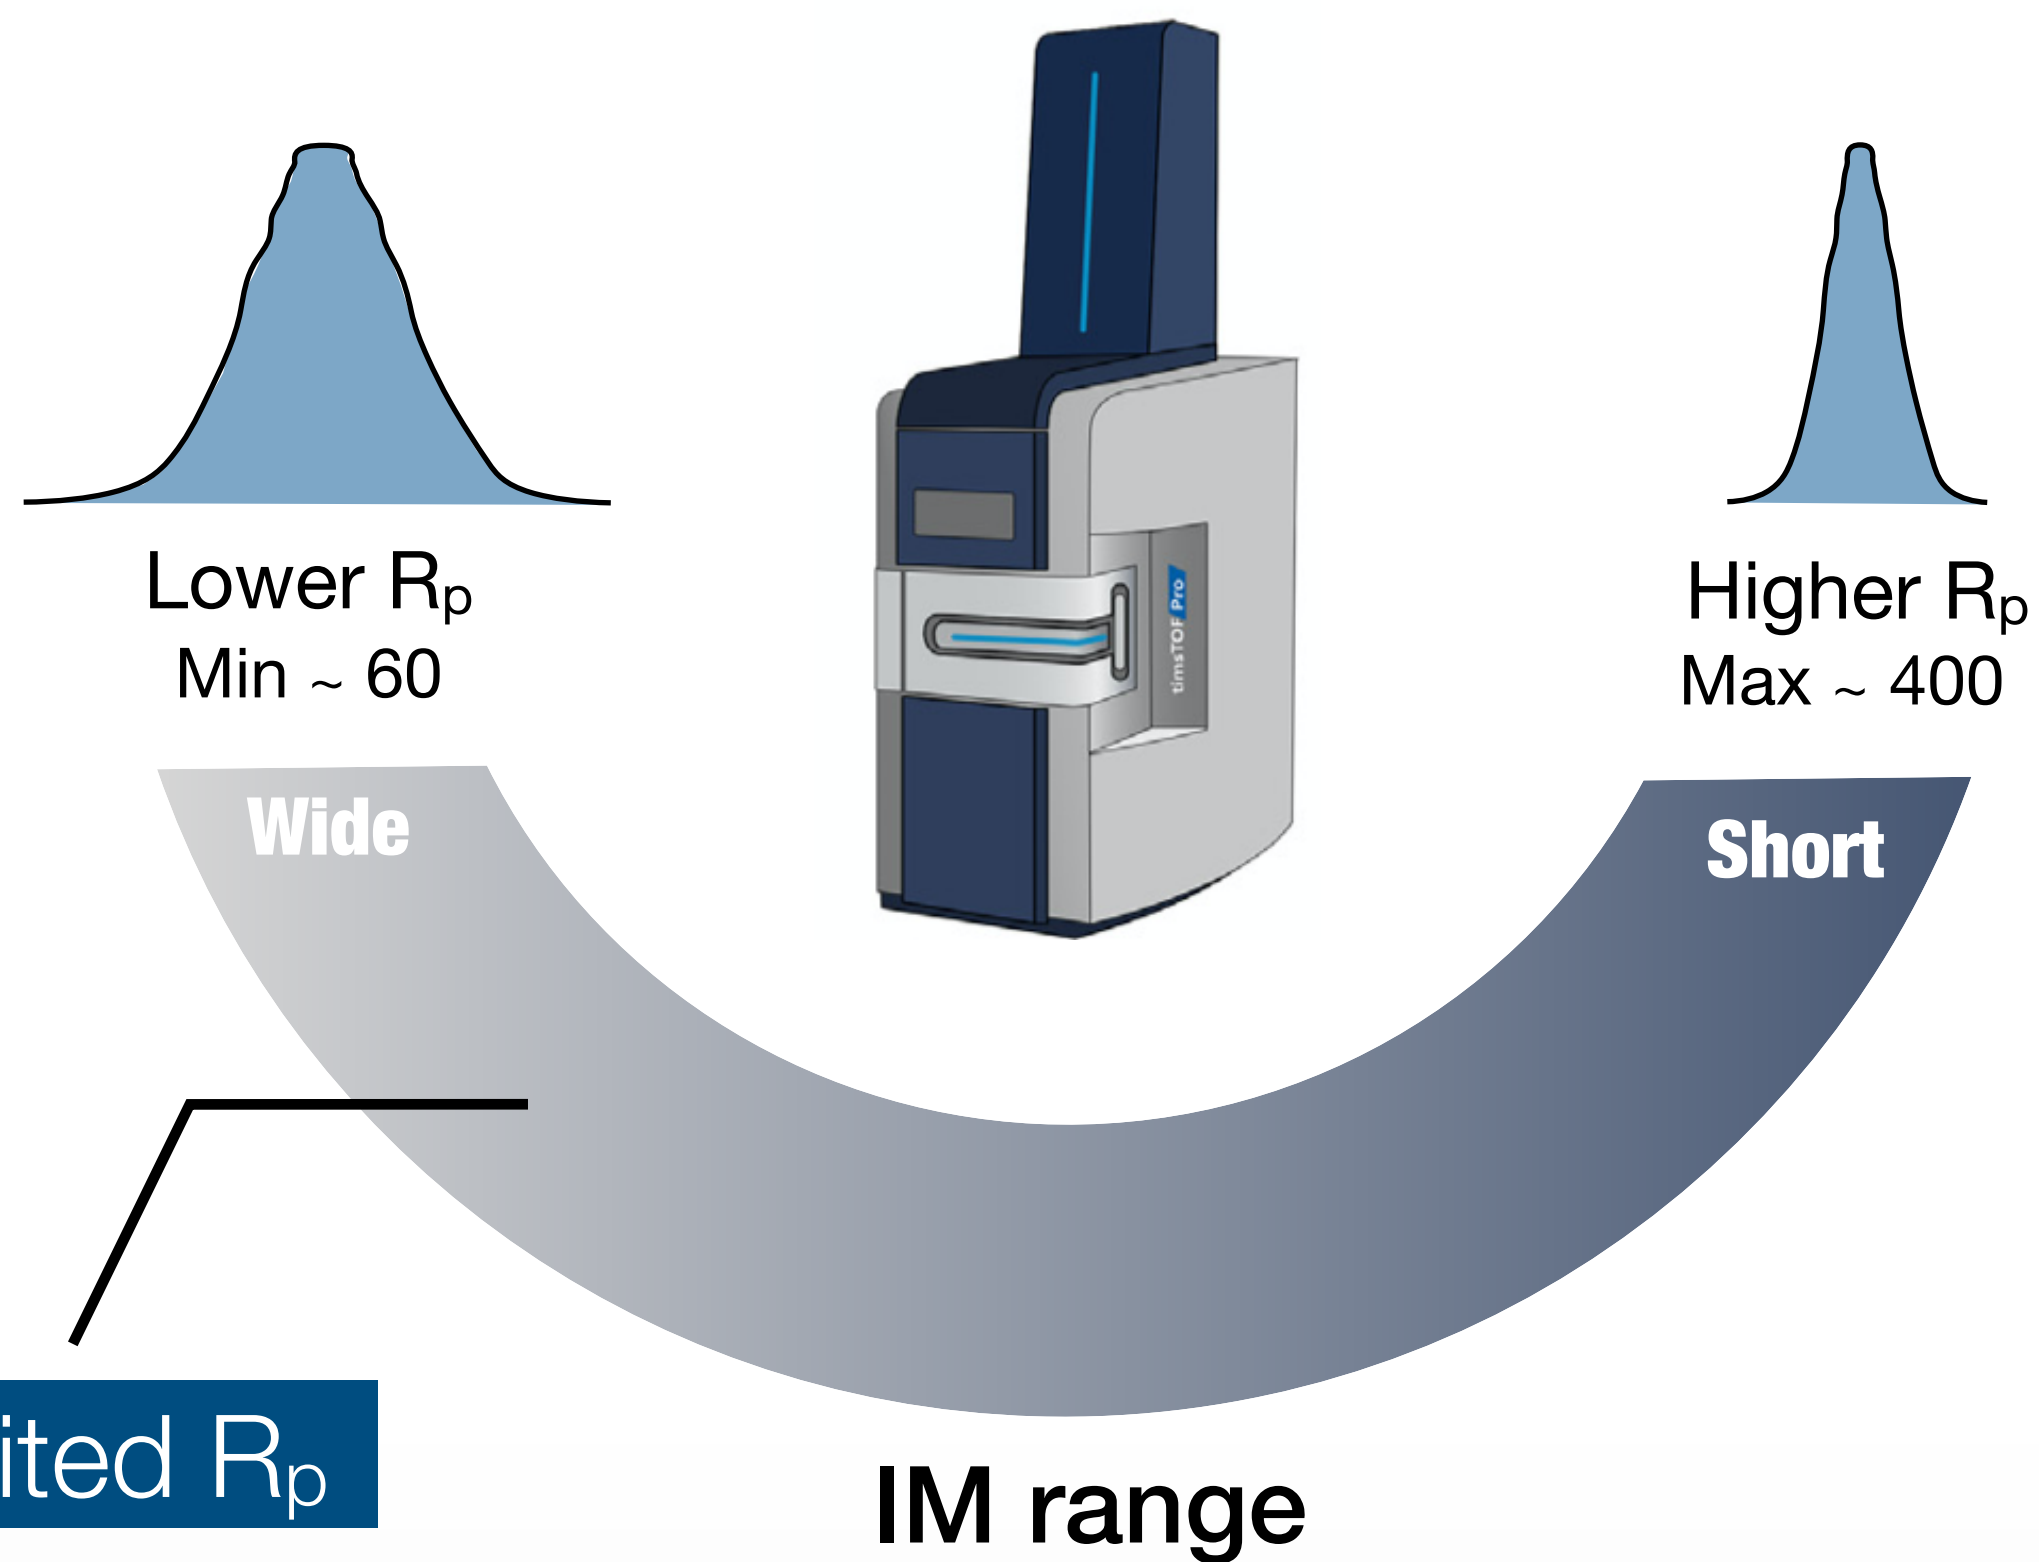 timsTOF Pro
Lower Rp
Min ~ 60
Higher Rp
Max ~ 400
Wide
Short
ited Rp
IM range